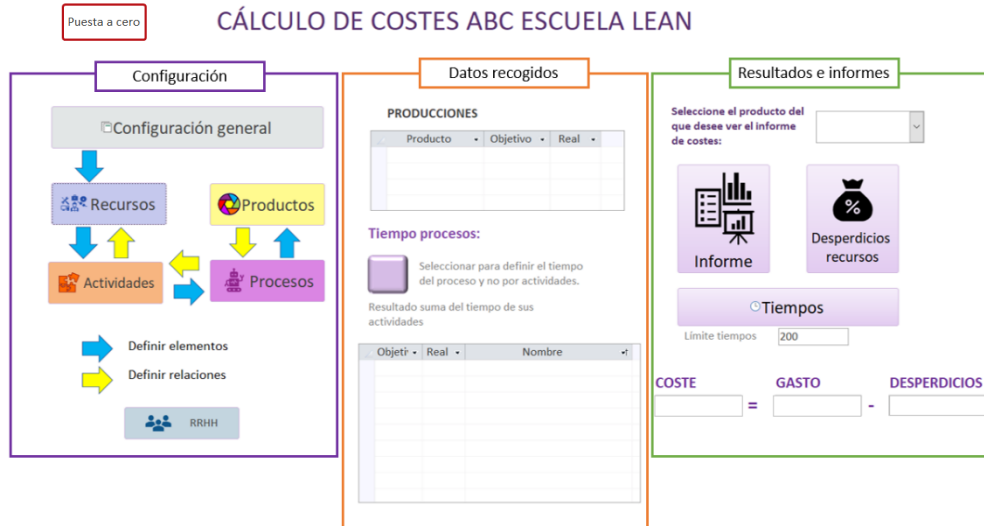 Puesta a cero
CÁLCULO DE COSTES ABC ESCUELA LEAN
Configuración
Configuración general
Recursos
Productos
Actividades
Procesos
Definir elementos
Definir relaciones
RRHH
Datos recogidos
PRODUCCIONES
Producto Objetivo Real
Tiempo procesos:
Seleccionar para definir el tiempo
del proceso y no por actividades.
Resultado suma del tiempo de sus
actividades
Objetiv Real Nombre
Resultados e informes
Seleccione el producto del
que desee ver el informe
de costes:
Informe
%
Desperdicios
recursos
Tiempos
Límite tiempos 200
COSTE GASTO DESPERDICIOS
= -